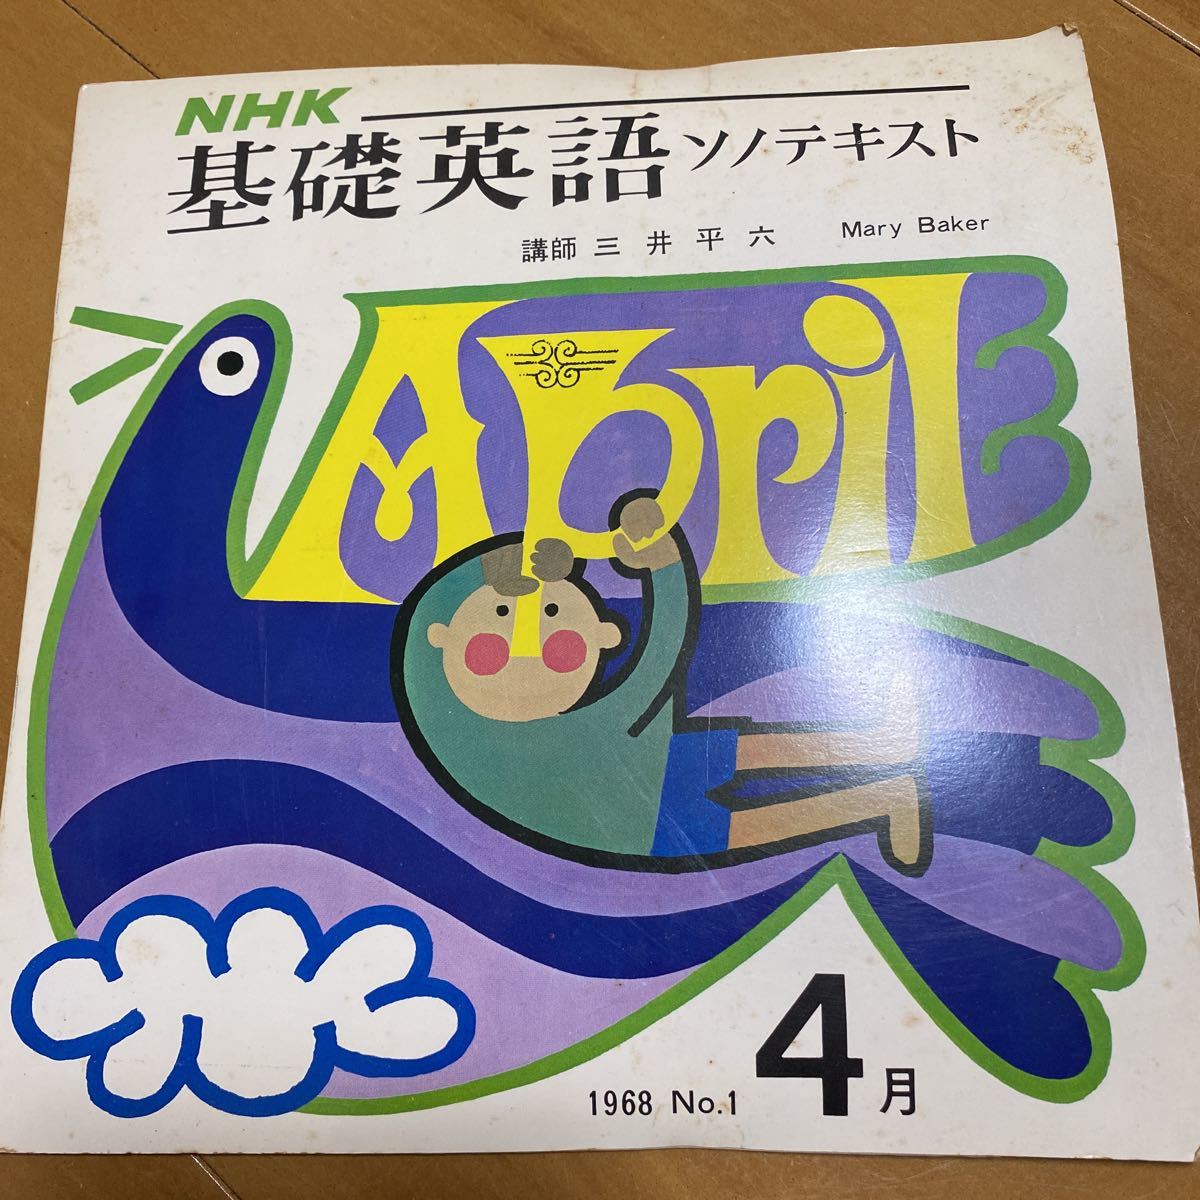 NHK
基礎英語 ソノテキスト
講師 三井平六 Mary Baker
April
1968 No.1 4月